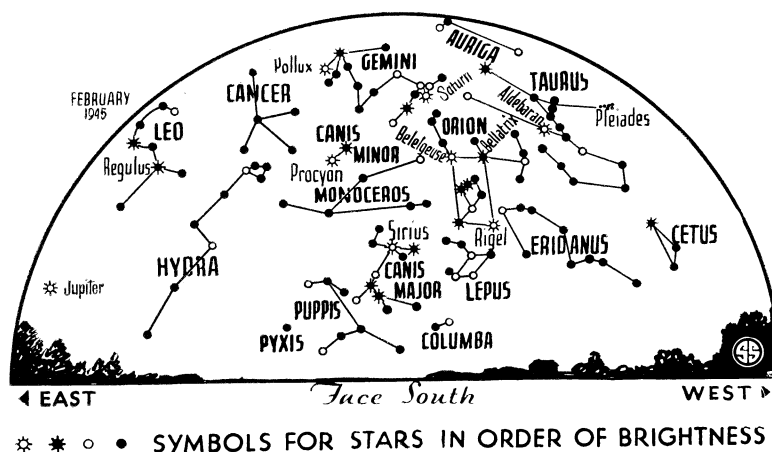 AURIGA
Pollux
GEMINI
Saturn
TAURUS
FEBRUARY
1945
CANCER
Aldebaran
Pleiades
LEO
CANIS
MINOR
ORION
Bellatrix
Betelgeuse
Regulus
Procyon
MONOCEROS
Sirius
Rigel
ERIDANUS
CETUS
HYDRA
CANIS
MAJOR
LEPUS
Jupiter
PUPPIS
PYXIS
COLUMBA
SS
EAST
Face South
WEST
SYMBOLS FOR STARS IN ORDER OF BRIGHTNESS